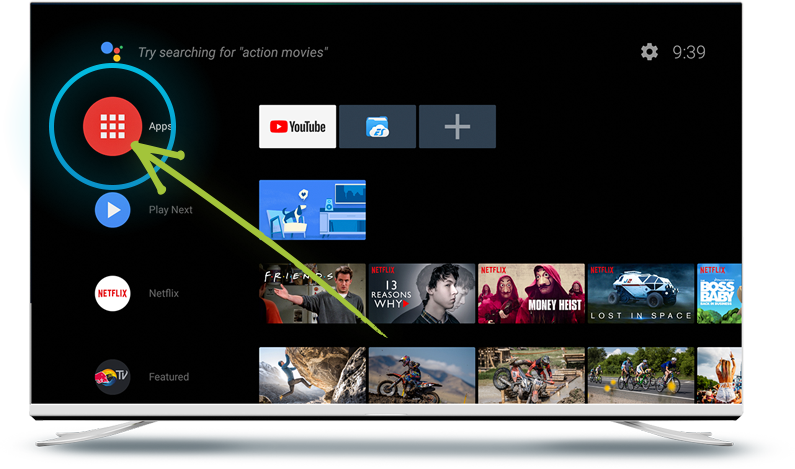 Try searching for "action movies"
9:39
Apps
YouTube
ES
Play Next
NETFLIX
Netflix
FRIENDS
NETFLIX
13
REASONS
WHY
NETFLIX
MONEY HEIST
NETFLIX
LOST IN SPACE
NETFLIX
BOSS
BABY
TV
Featured